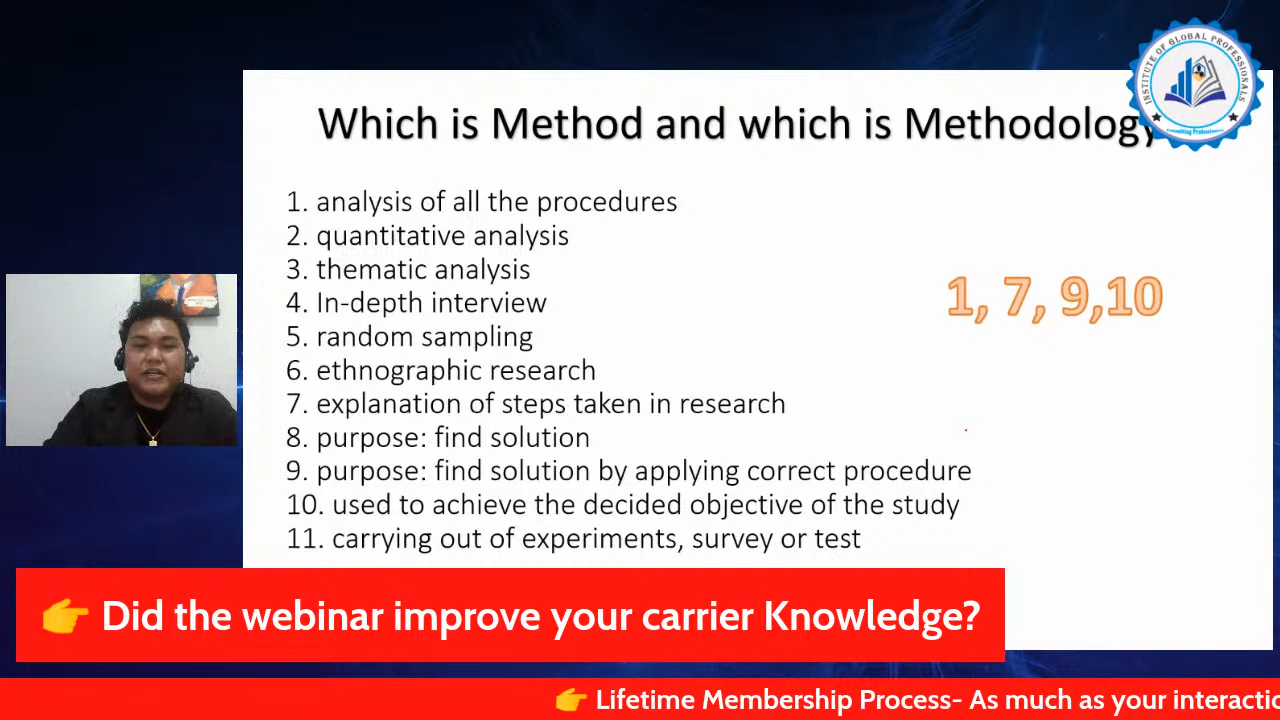 INSTITUTE OF GLOBAL PROFESSIONALS
Consulting Professionals
Which is Method and which is Methodology
1. analysis of all the procedures
2. quantitative analysis
3. thematic analysis
4. In-depth interview
5. random sampling
6. ethnographic research
7. explanation of steps taken in research
8. purpose: find solution
9. purpose: find solution by applying correct procedure
10. used to achieve the decided objective of the study
11. carrying out of experiments, survey or test
1, 7, 9,10
👉 Did the webinar improve your carrier Knowledge?
👉 Lifetime Membership Process- As much as your interactio